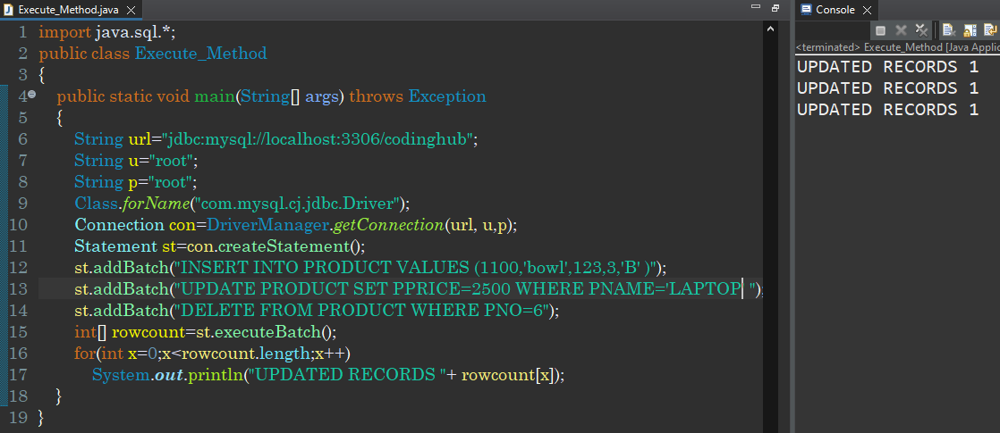 Execute_Method.java
1 import java.sql.*;
2 public class Execute_Method
3 {
4 public static void main(String[] args) throws Exception
5 {
6 String url="jdbc:mysql://localhost:3306/codinghub";
7 String u="root";
8 String p="root";
9 Class.forName("com.mysql.cj.jdbc.Driver");
10 Connection con=DriverManager.getConnection(url, u,p);
11 Statement st=con.createStatement();
12 st.addBatch("INSERT INTO PRODUCT VALUES (1100,'bowl',123,3,'B' )");
13 st.addBatch("UPDATE PRODUCT SET PPRICE=2500 WHERE PNAME='LAPTOP ");
14 st.addBatch("DELETE FROM PRODUCT WHERE PNO=6");
15 int[] rowcount=st.executeBatch();
16 for(int x=0;x<rowcount.length;x++)
17 System.out.println("UPDATED RECORDS "+ rowcount[x]);
18 }
19 }
Console
<terminated> Execute_Method [Java Applic
UPDATED RECORDS 1
UPDATED RECORDS 1
UPDATED RECORDS 1